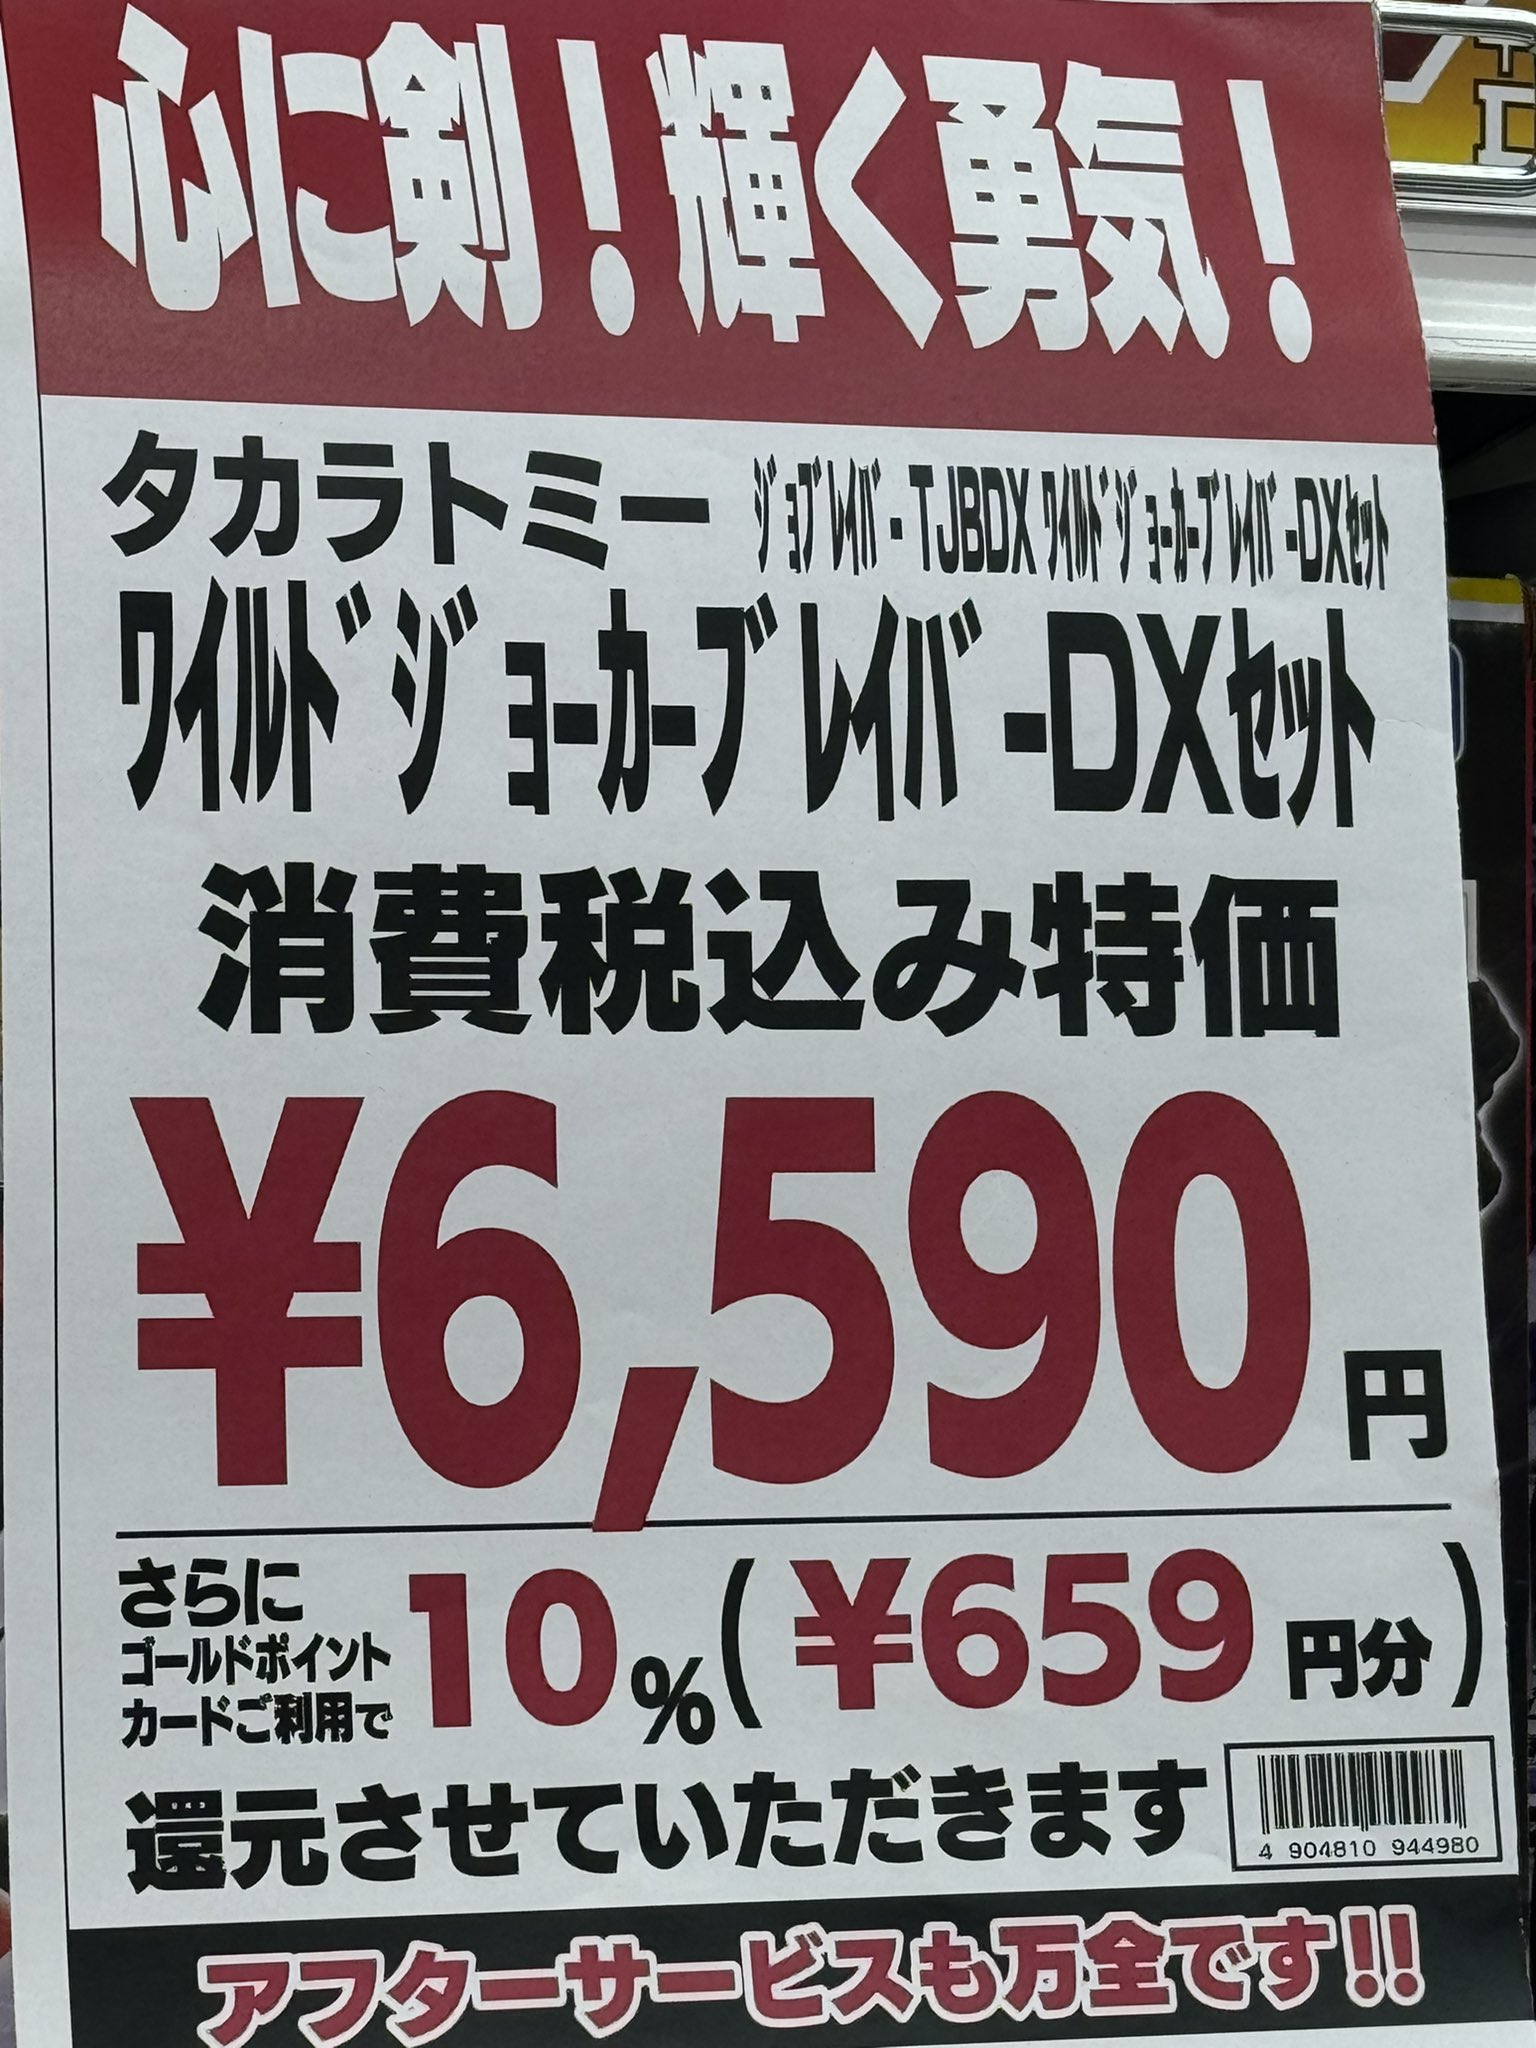 心に剣！輝く勇気！
タカラトミー ｼﾞｮﾌﾞﾚｲﾊﾞ-TJBDX ﾜｲﾙﾄﾞｼﾞｮｰｶｰﾌﾞﾚｲﾊﾞ-DXｾｯﾄ
ﾜｲﾙﾄﾞｼﾞｮｰｶｰﾌﾞﾚｲﾊﾞ-DXｾｯﾄ
消費税込み特価
¥6,590円
さらに
ゴールドポイント
カードご利用で
10%(¥659円分)
還元させていただきます
4 904810 944980
アフターサービスも万全です!!